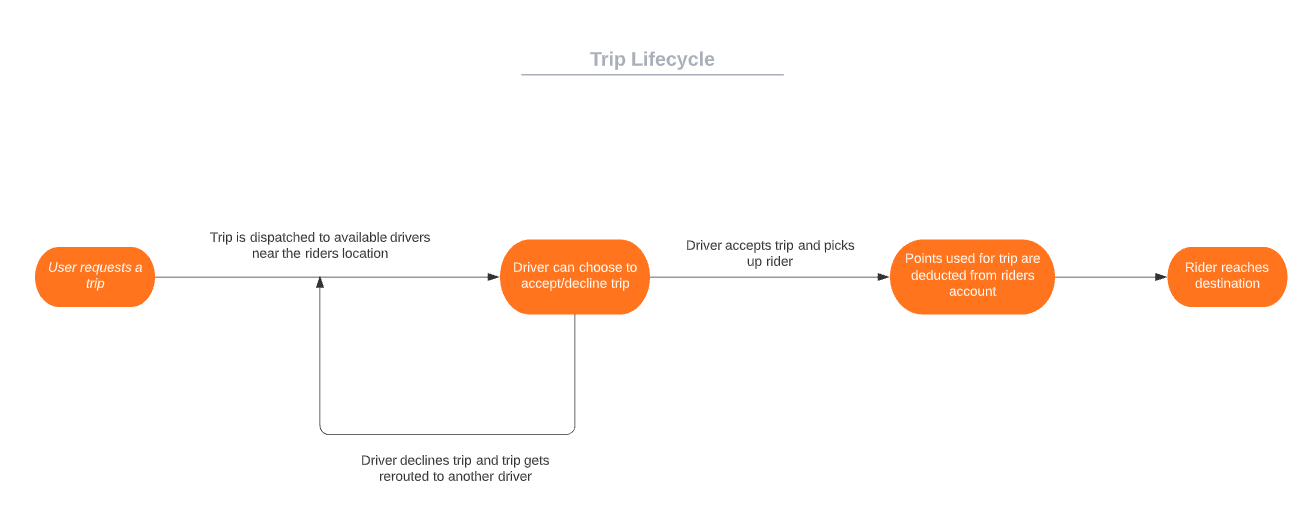 Trip Lifecycle
Trip is dispatched to available drivers
near the riders location
User requests a
trip
Driver can choose to
accept/decline trip
Driver accepts trip and picks
up rider
Points used for trip are
deducted from riders
account
Rider reaches
destination
Driver declines trip and trip gets
rerouted to another driver